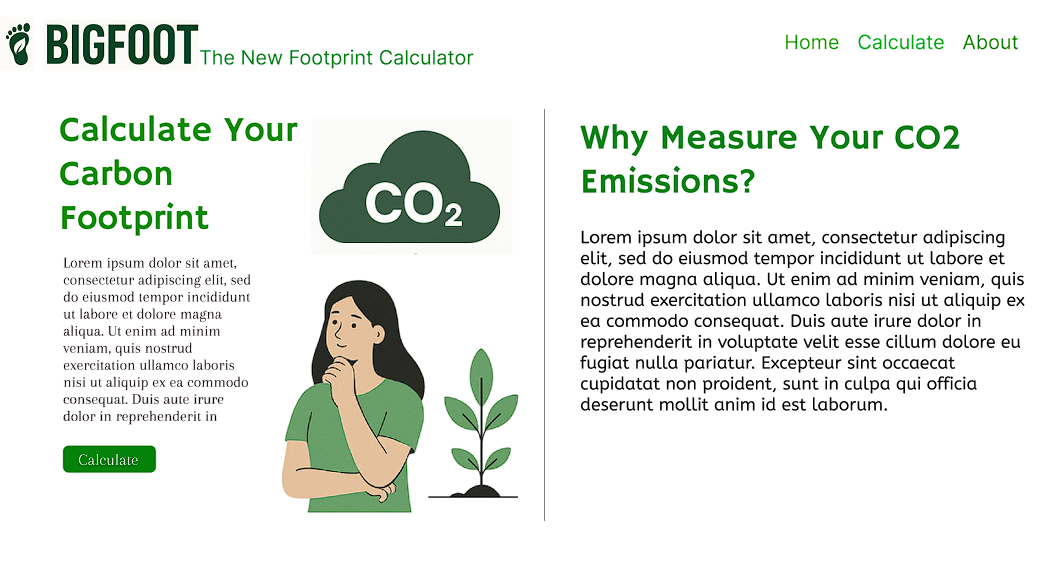 BIGFOOT The New Footprint Calculator
Home Calculate About
Calculate Your
Carbon
Footprint
CO2
Lorem ipsum dolor sit amet,
consectetur adipiscing elit, sed
do eiusmod tempor incididunt
ut labore et dolore magna
aliqua. Ut enim ad minim
veniam, quis nostrud
exercitation ullamco laboris
nisi ut aliquip ex ea commodo
consequat. Duis aute irure
dolor in reprehenderit in
Calculate
Why Measure Your CO2
Emissions?
Lorem ipsum dolor sit amet, consectetur adipiscing
elit, sed do eiusmod tempor incididunt ut labore et
dolore magna aliqua. Ut enim ad minim veniam, quis
nostrud exercitation ullamco laboris nisi ut aliquip ex
ea commodo consequat. Duis aute irure dolor in
reprehenderit in voluptate velit esse cillum dolore eu
fugiat nulla pariatur. Excepteur sint occaecat
cupidatat non proident, sunt in culpa qui officia
deserunt mollit anim id est laborum.